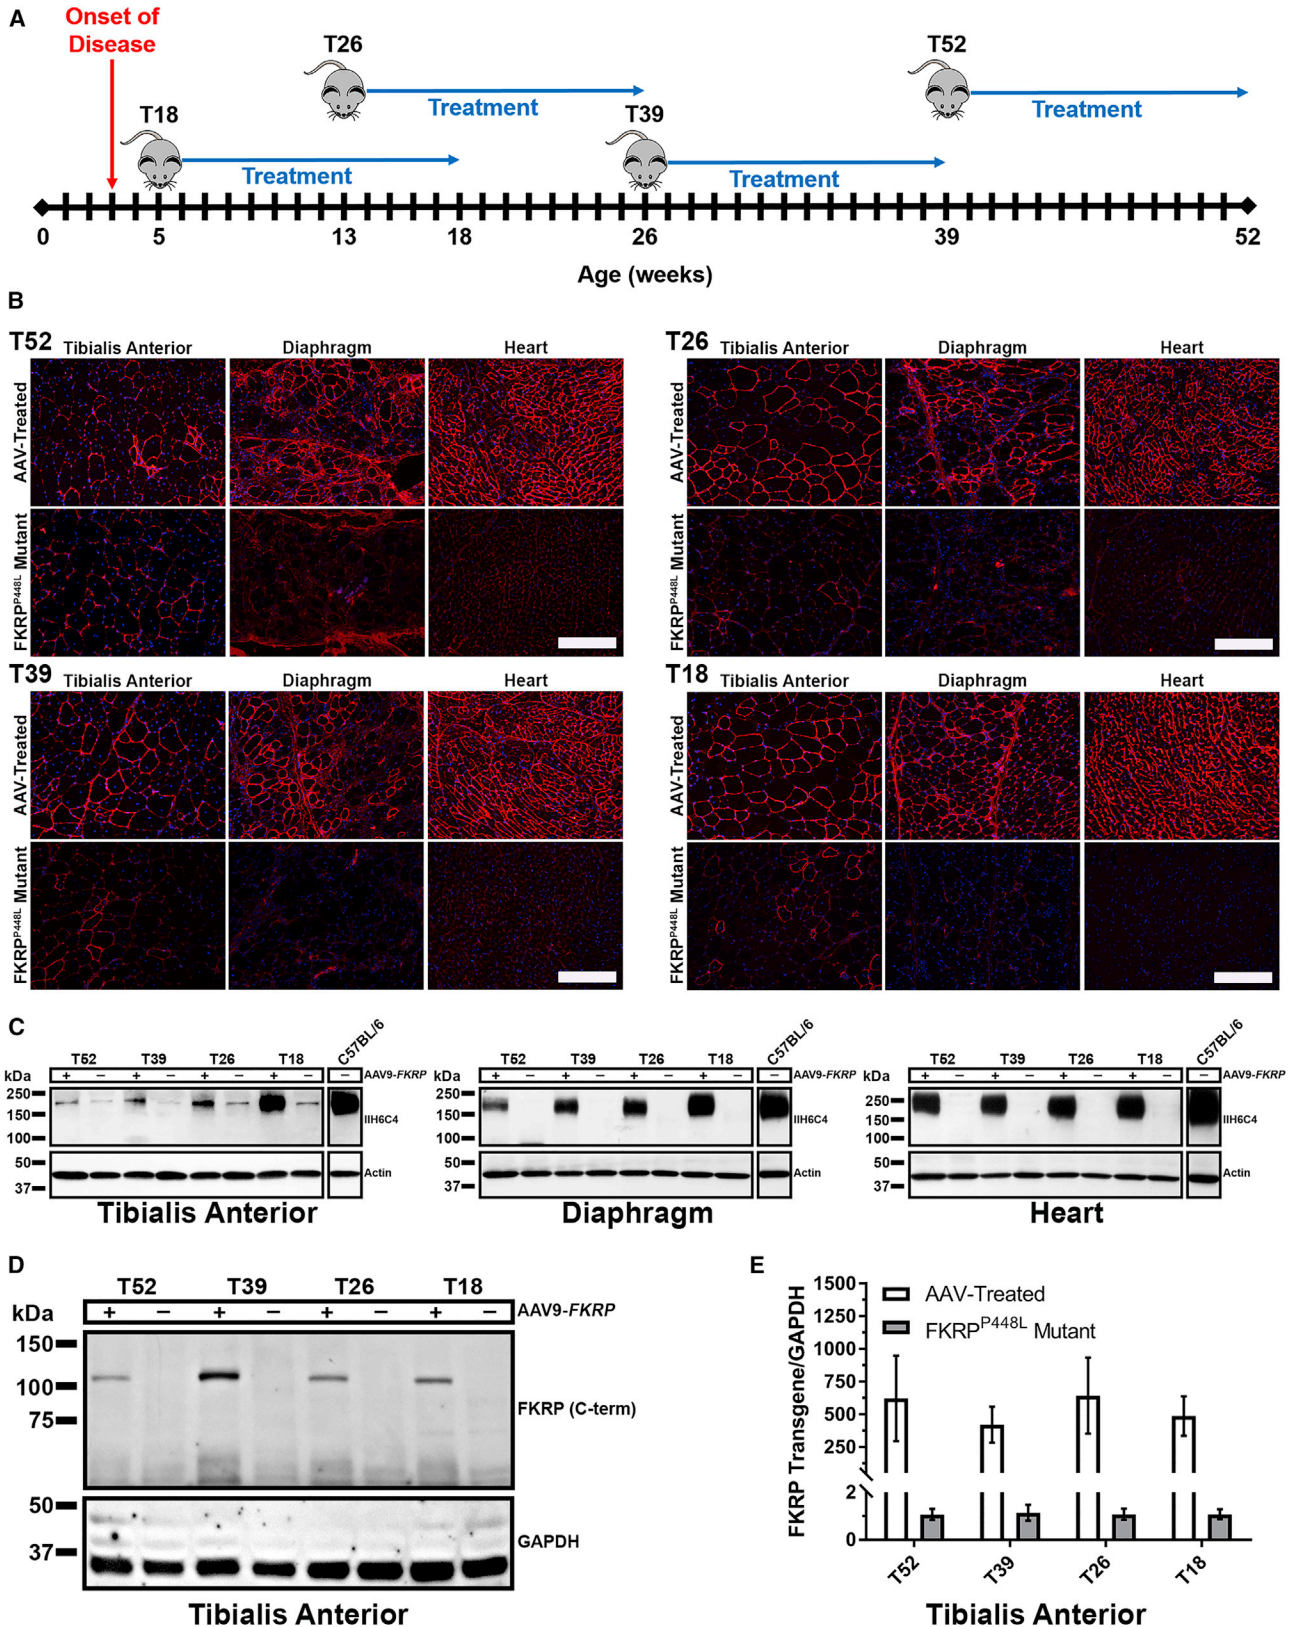 A
Onset of
Disease
T26
T52
Treatment
Treatment
T18
T39
Treatment
Treatment
0 5 13 18 26 39 52
Age (weeks)
B
T52
Tibialis Anterior Diaphragm Heart
AAV-Treated
FKRPP448L Mutant
T26
Tibialis Anterior Diaphragm Heart
AAV-Treated
FKRPP448L Mutant
T39
Tibialis Anterior Diaphragm Heart
AAV-Treated
FKRPP448L Mutant
T18
Tibialis Anterior Diaphragm Heart
AAV-Treated
FKRPP448L Mutant
C
T52 T39 T26 T18 C57BL/6
kDa + – + – + – + – – AAV9-FKRP
250
150
100
IIH6C4
50
37
Actin
Tibialis Anterior
T52 T39 T26 T18 C57BL/6
kDa + – + – + – + – – AAV9-FKRP
250
150
100
IIH6C4
50
37
Actin
Diaphragm
T52 T39 T26 T18 C57BL/6
kDa + – + – + – + – – AAV9-FKRP
250
150
100
IIH6C4
50
37
Actin
Heart
D
T52 T39 T26 T18
kDa + – + – + – + – AAV9-FKRP
150
100
75
FKRP (C-term)
50
37
GAPDH
Tibialis Anterior
E
FKRP Transgene/GAPDH
1500
1250
1000
750
500
250
2
0
AAV-Treated
FKRPP448L Mutant
T52 T39 T26 T18
Tibialis Anterior